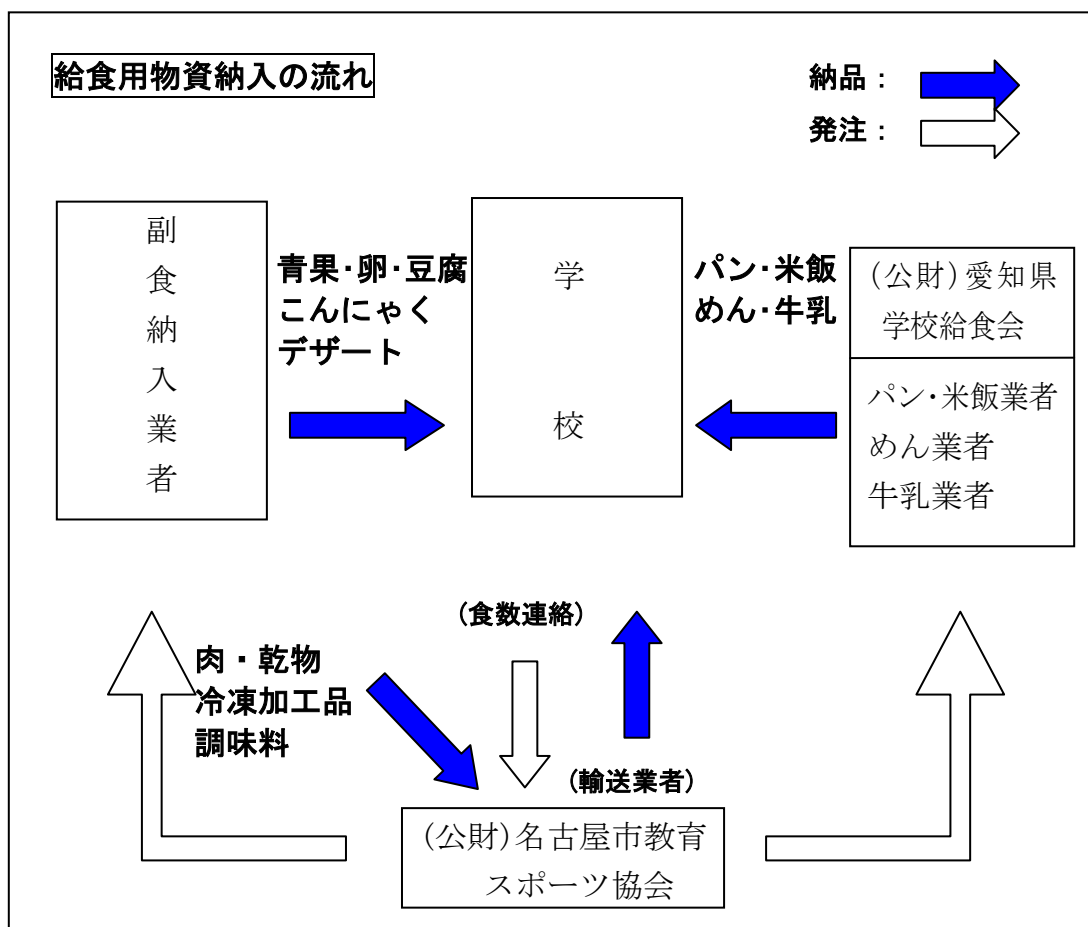 給食用物資納入の流れ
納品：
発注：
副食納入業者
青果・卵・豆腐
こんにゃく
デザート
学校
パン・米飯
めん・牛乳
(公財)愛知県
学校給食会
パン・米飯業者
めん業者
牛乳業者
(食数連絡)
肉・乾物
冷凍加工品
調味料
(輸送業者)
(公財)名古屋市教育
スポーツ協会